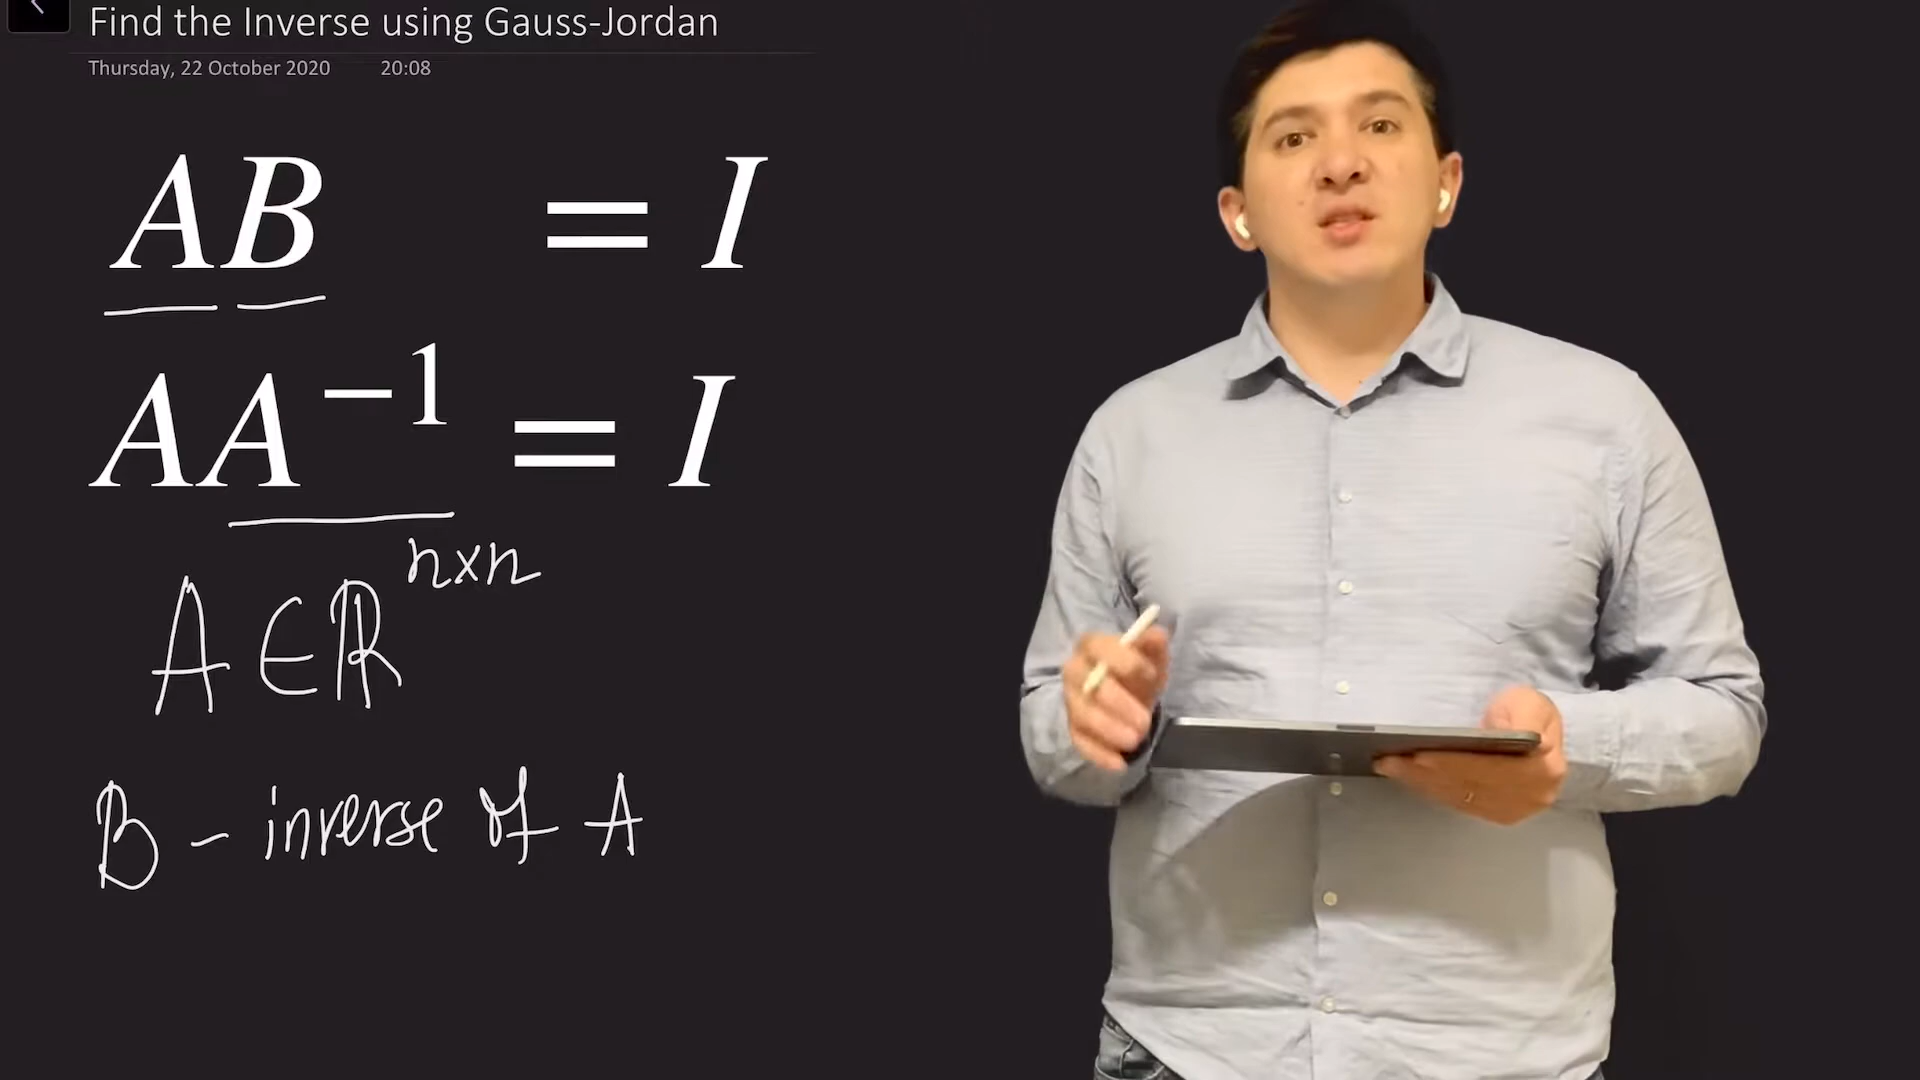 Find the Inverse using Gauss-Jordan
Thursday, 22 October 2020 20:08
AB = I
AA⁻¹ = I
A ∈ ℝⁿˣⁿ
B - inverse of A